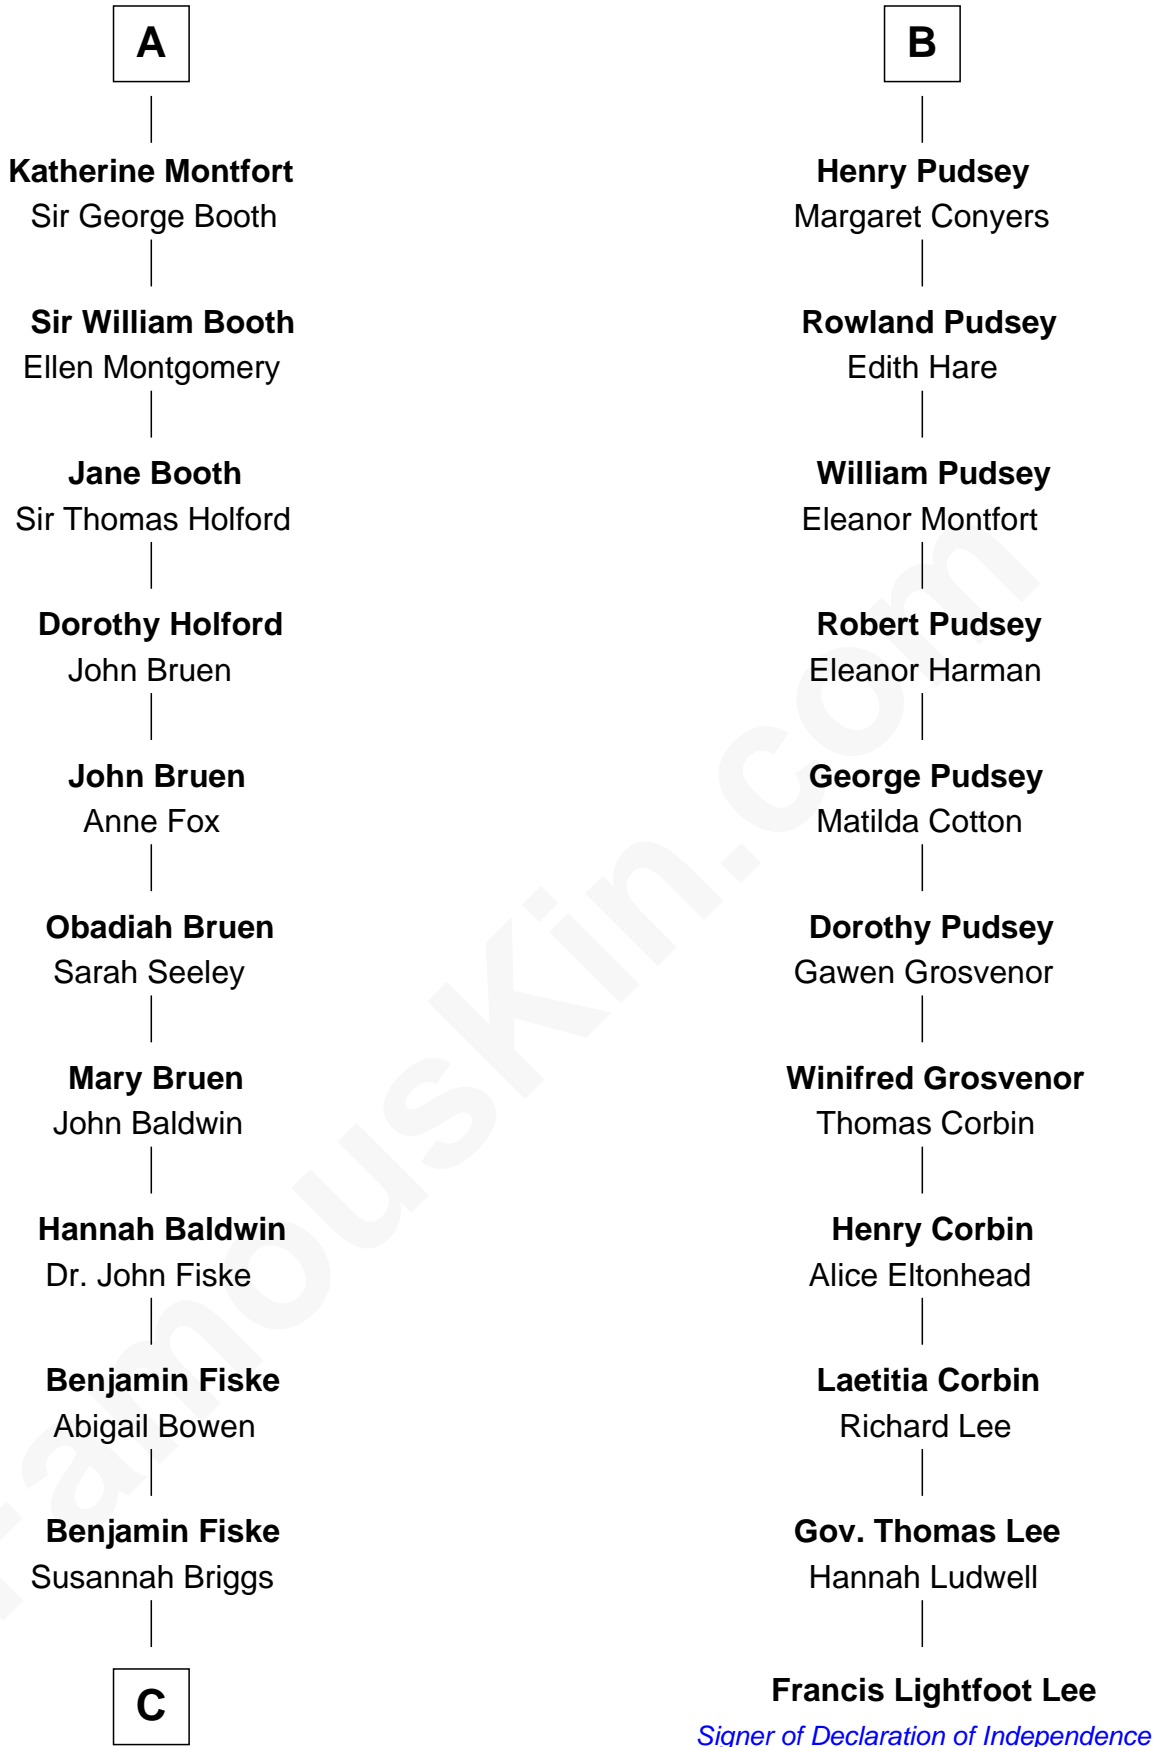 A
Katherine Montfort
Sir George Booth
Sir William Booth
Ellen Montgomery
Jane Booth
Sir Thomas Holford
Dorothy Holford
John Bruen
John Bruen
Anne Fox
Obadiah Bruen
Sarah Seeley
Mary Bruen
John Baldwin
Hannah Baldwin
Dr. John Fiske
Benjamin Fiske
Abigail Bowen
Benjamin Fiske
Susannah Briggs
C
B
Henry Pudsey
Margaret Conyers
Rowland Pudsey
Edith Hare
William Pudsey
Eleanor Montfort
Robert Pudsey
Eleanor Harman
George Pudsey
Matilda Cotton
Dorothy Pudsey
Gawen Grosvenor
Winifred Grosvenor
Thomas Corbin
Henry Corbin
Alice Eltonhead
Laetitia Corbin
Richard Lee
Gov. Thomas Lee
Hannah Ludwell
Francis Lightfoot Lee
Signer of Declaration of Independence
FamousKin.com